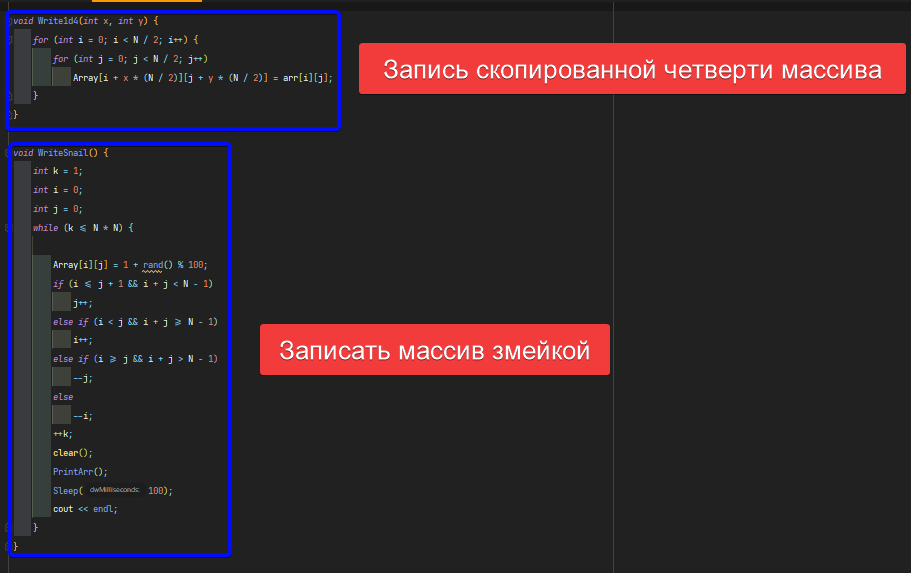 void Write1d4(int x, int y) {
for (int i = 0; i < N / 2; i++) {
for (int j = 0; j < N / 2; j++)
Array[i + x * (N / 2)][j + y * (N / 2)] = arr[i][j];
}
}
Запись скопированной четверти массива
void WriteSnail() {
int k = 1;
int i = 0;
int j = 0;
while (k ⩽ N * N) {
Array[i][j] = 1 + rand() % 100;
if (i ⩽ j + 1 && i + j < N - 1)
j++;
else if (i < j && i + j ⩾ N - 1)
i++;
else if (i ⩾ j && i + j > N - 1)
--j;
else
--i;
++k;
clear();
PrintArr();
Sleep( dwMilliseconds: 100);
cout << endl;
}
}
Записать массив змейкой